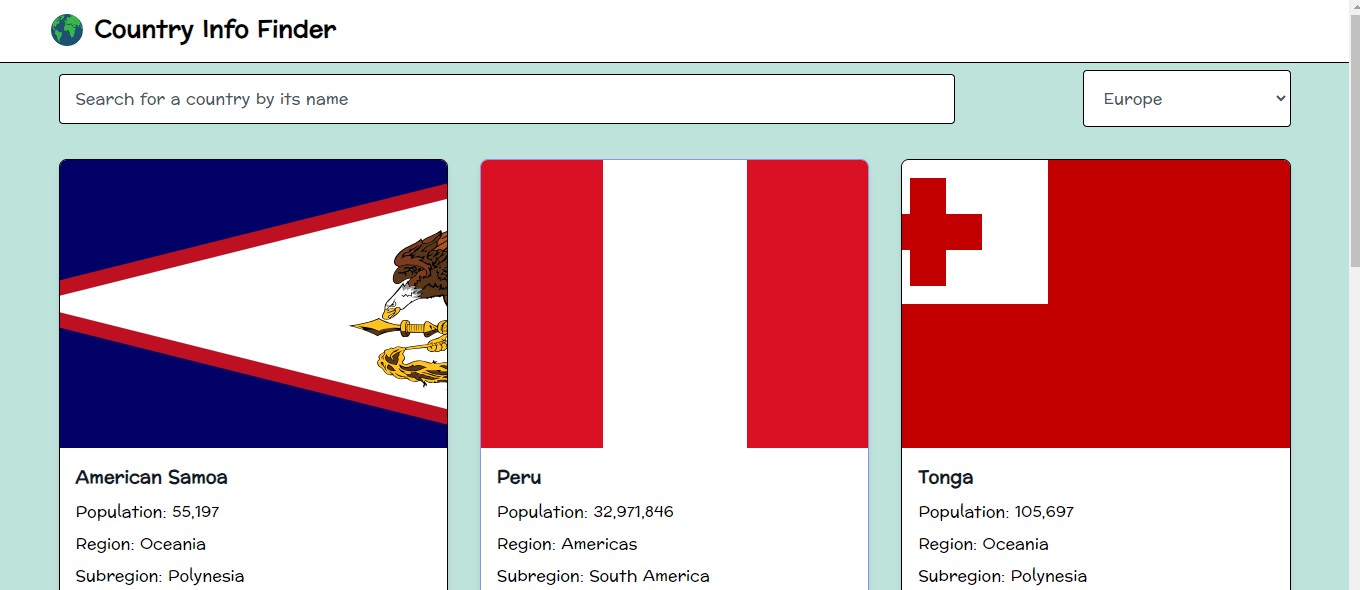 Country Info Finder
Search for a country by its name
Europe
American Samoa
Population: 55,197
Region: Oceania
Subregion: Polynesia
Peru
Population: 32,971,846
Region: Americas
Subregion: South America
Tonga
Population: 105,697
Region: Oceania
Subregion: Polynesia